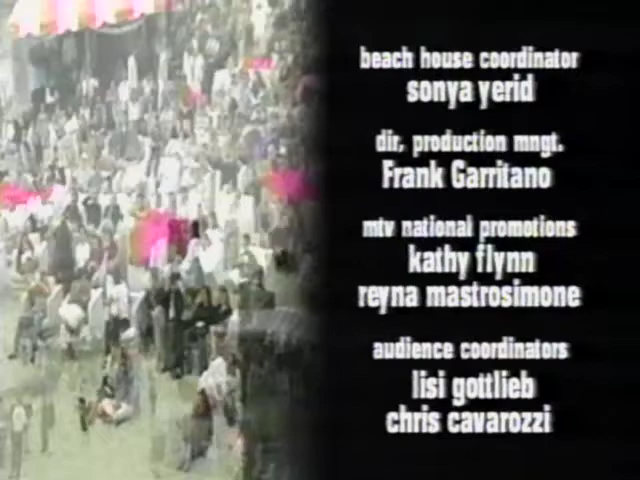 beach house coordinator
sonya yerid
dir, production mngt.
Frank Garritano
mtv national promotions
kathy flynn
reyna mastrosimone
audience coordinators
lisi gottlieb
chris cavarozzi